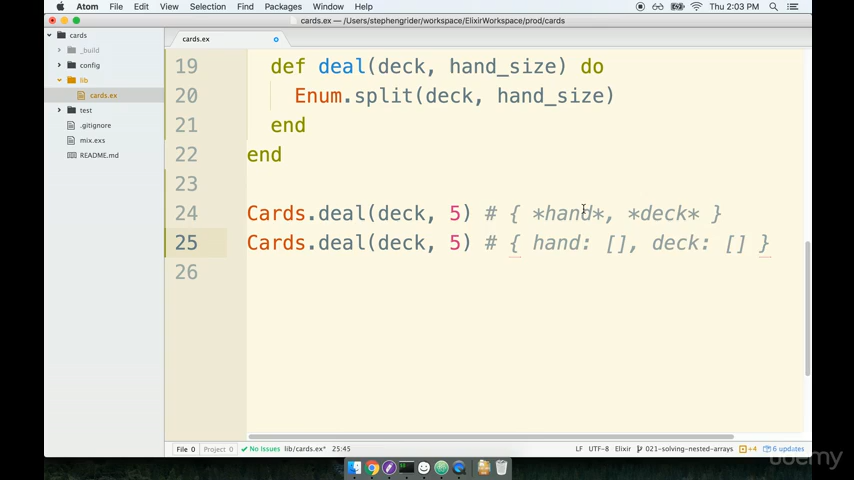 Atom File Edit View Selection Find Packages Window Help
Thu 2:03 PM
cards.ex — /Users/stephengrider/workspace/ElixirWorkspace/prod/cards
cards
_build
config
lib
cards.ex
test
.gitignore
mix.exs
README.md
cards.ex
19 def deal(deck, hand_size) do
20 Enum.split(deck, hand_size)
21 end
22 end
23
24 Cards.deal(deck, 5) # { *hand*, *deck* }
25 Cards.deal(deck, 5) # { hand: [], deck: [] }
26
File 0 Project 0 No Issues lib/cards.ex* 25:45 LF UTF-8 Elixir 021-solving-nested-arrays +4 6 updates
udemy